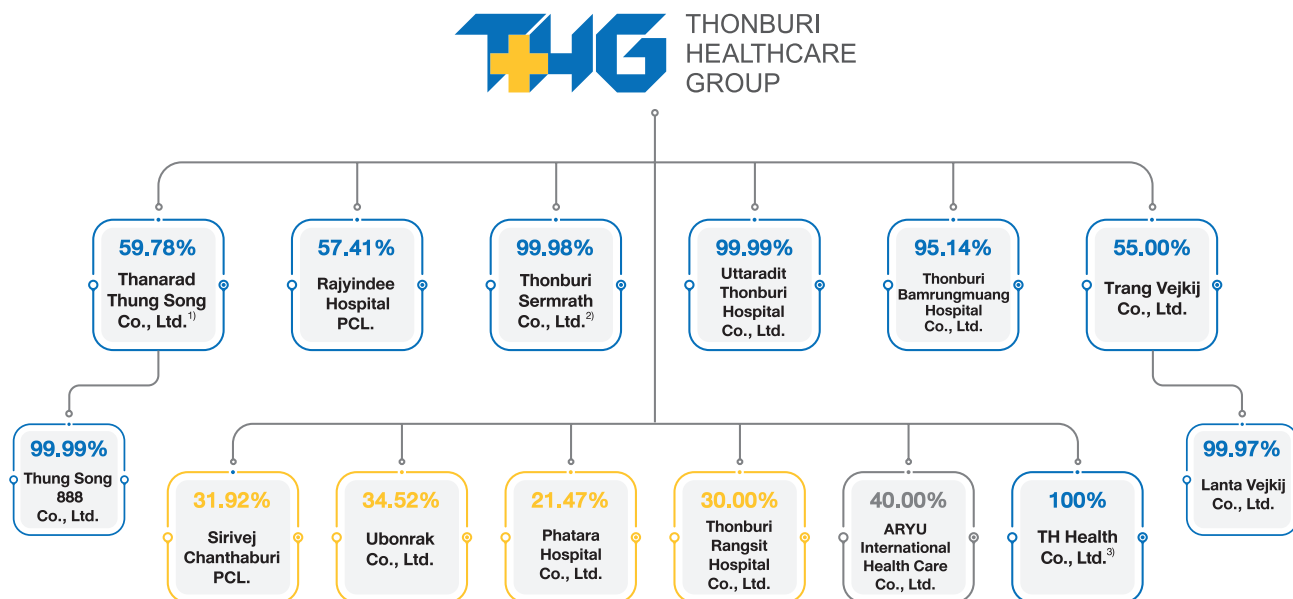 THG
THONBURI
HEALTHCARE
GROUP
59.78%
Thanarad
Thung Song
Co., Ltd.1)
57.41%
Rajyindee
Hospital
PCL.
99.98%
Thonburi
Sermrath
Co., Ltd.2)
99.99%
Uttaradit
Thonburi
Hospital
Co., Ltd.
95.14%
Thonburi
Bamrungmuang
Hospital
Co., Ltd.
55.00%
Trang Vejkij
Co., Ltd.
99.99%
Thung Song
888
Co., Ltd.
31.92%
Sirivej
Chanthaburi
PCL.
34.52%
Ubonrak
Co., Ltd.
21.47%
Phatara
Hospital
Co., Ltd.
30.00%
Thonburi
Rangsit
Hospital
Co., Ltd.
40.00%
ARYU
International
Health Care
Co., Ltd.
100%
TH Health
Co., Ltd.3)
99.97%
Lanta Vejkij
Co., Ltd.